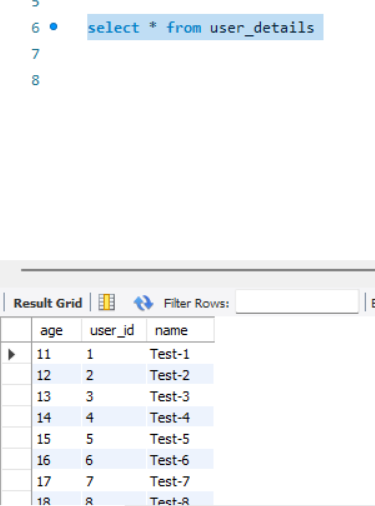 5
6 select * from user_details
7
8
Result Grid Filter Rows:
age user_id name
11 1 Test-1
12 2 Test-2
13 3 Test-3
14 4 Test-4
15 5 Test-5
16 6 Test-6
17 7 Test-7
18 8 Test-8